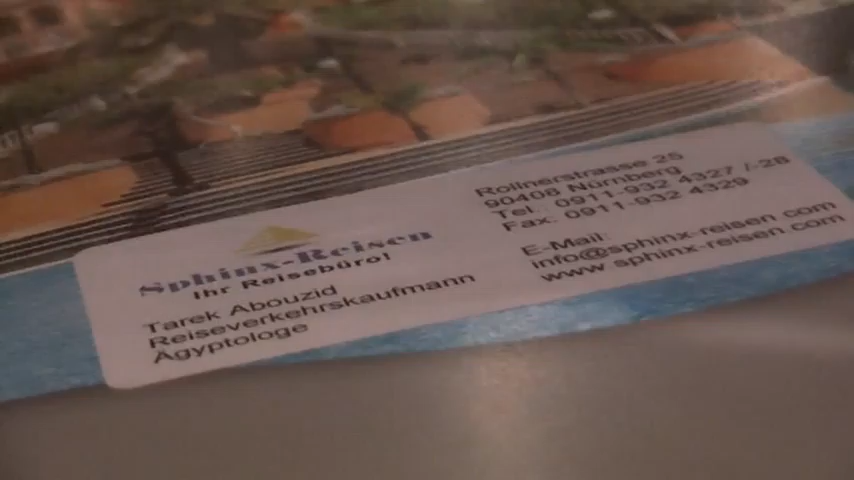 Sphinx-Reisen
Ihr Reisebüro!
Tarek Abouzid
Reiseverkehrskaufmann
Ägyptologe
Rollnerstrasse 25
90408 Nürnberg
Tel.: 0911-932 4327 /-28
Fax: 0911-932 4329
E-Mail:
info@sphinx-reisen.com
www.sphinx-reisen.com